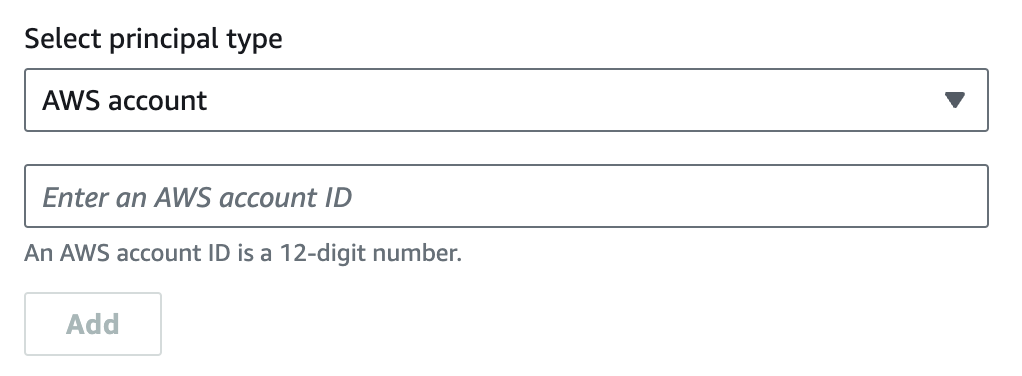 Select principal type
AWS account
Enter an AWS account ID
An AWS account ID is a 12-digit number.
Add